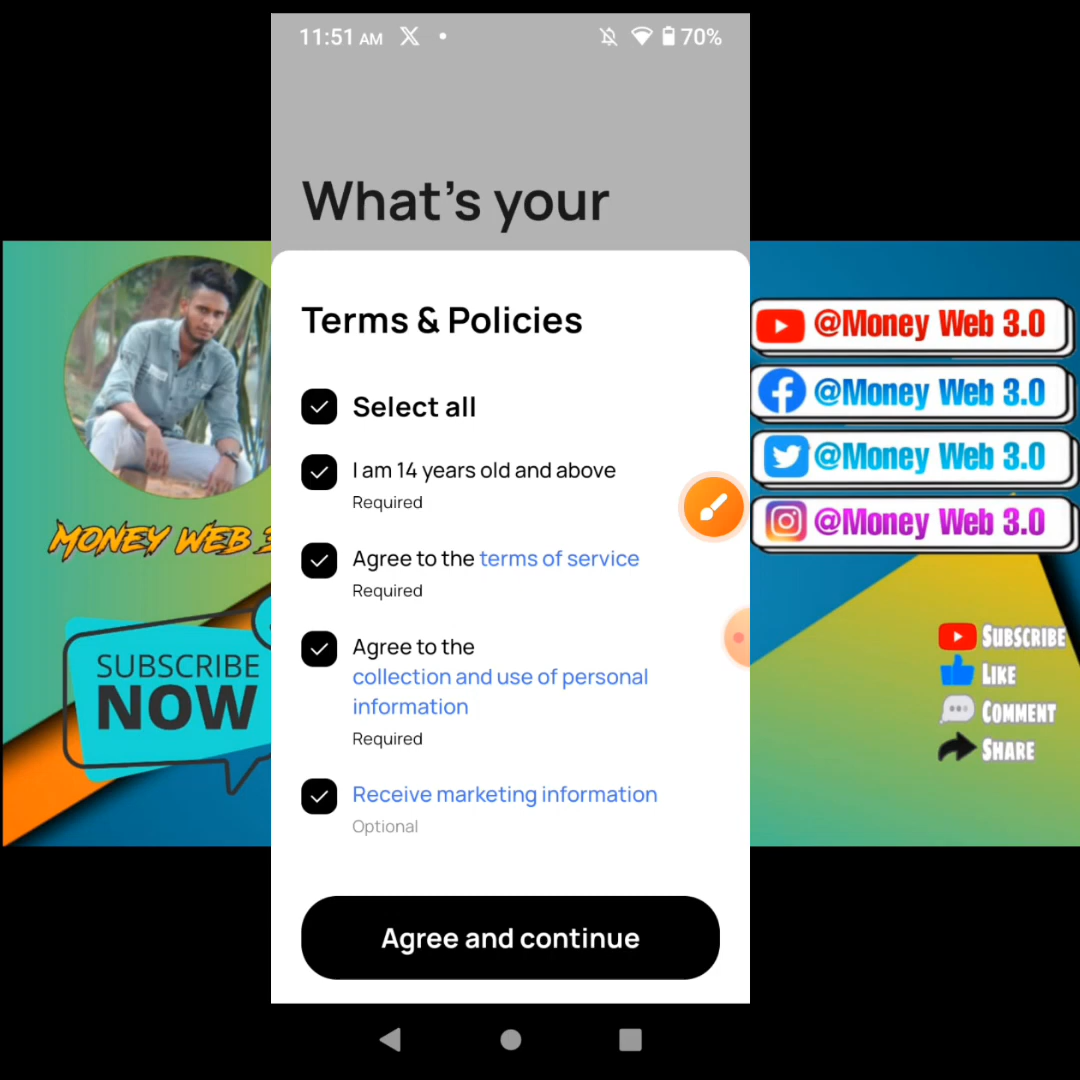 11:51 AM
70%
What's your
Terms & Policies
Select all
I am 14 years old and above
Required
Agree to the terms of service
Required
Agree to the
collection and use of personal
information
Required
Receive marketing information
Optional
Agree and continue
MONEY WEB 3
SUBSCRIBE
NOW
@Money Web 3.0
@Money Web 3.0
@Money Web 3.0
@Money Web 3.0
SUBSCRIBE
LIKE
COMMENT
SHARE